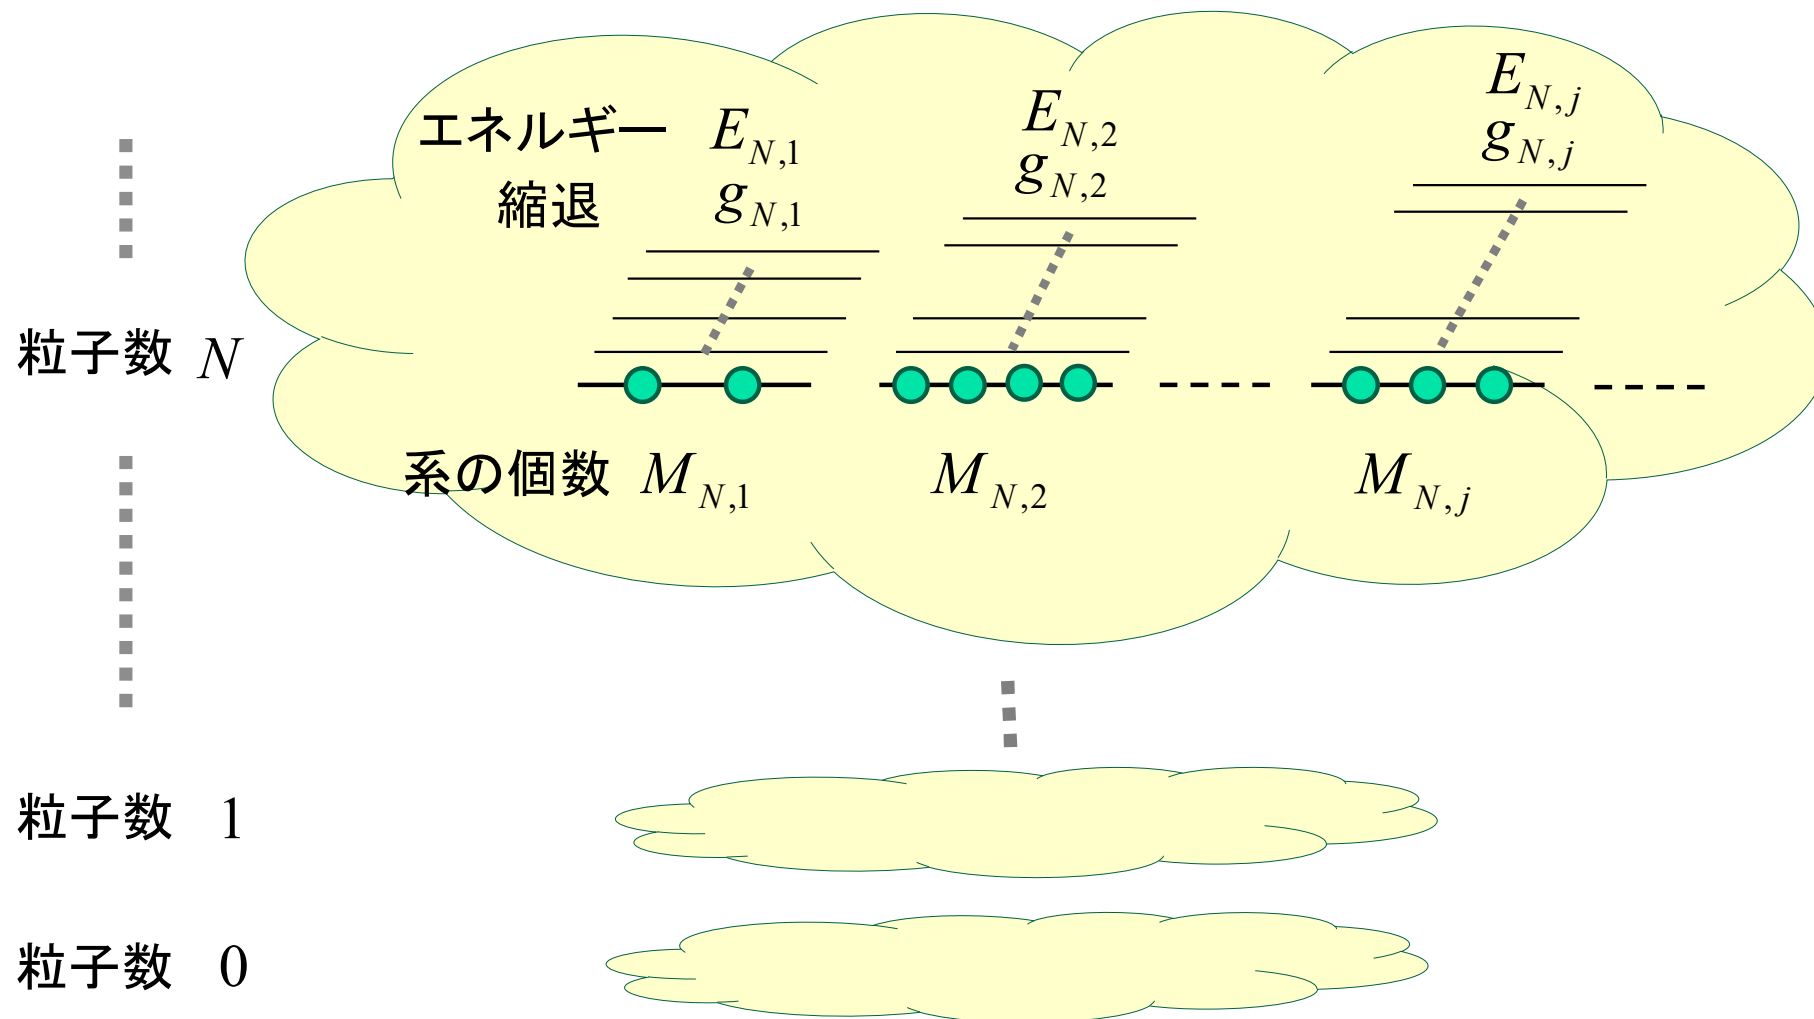 エネルギー E_{N,1} E_{N,2} E_{N,j}
縮退 g_{N,1} g_{N,2} g_{N,j}
粒子数 N
系の個数 M_{N,1} M_{N,2} M_{N,j}
粒子数 1
粒子数 0